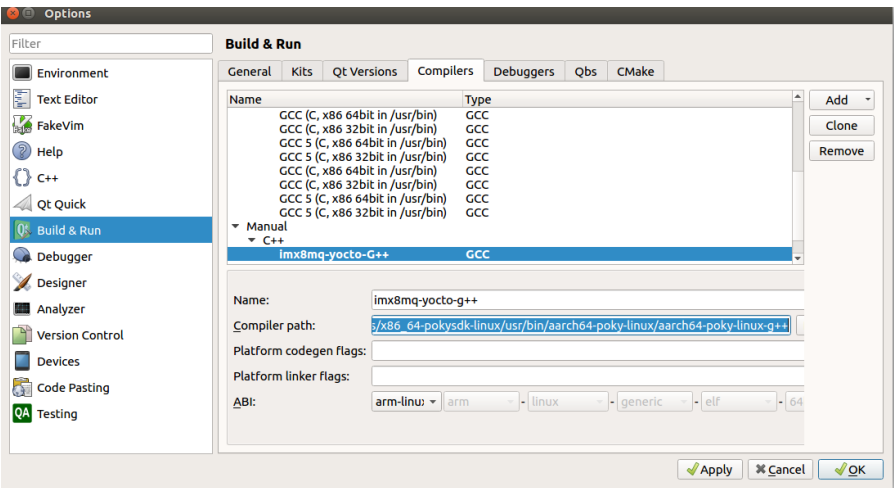 Options
Filter
Environment
Text Editor
FakeVim
Help
C++
Qt Quick
Build & Run
Debugger
Designer
Analyzer
Version Control
Devices
Code Pasting
QA Testing
Build & Run
General Kits Qt Versions Compilers Debuggers Qbs CMake
Name Type
GCC (C, x86 64bit in /usr/bin) GCC
GCC (C, x86 32bit in /usr/bin) GCC
GCC 5 (C, x86 64bit in /usr/bin) GCC
GCC 5 (C, x86 32bit in /usr/bin) GCC
GCC (C, x86 64bit in /usr/bin) GCC
GCC (C, x86 32bit in /usr/bin) GCC
GCC 5 (C, x86 64bit in /usr/bin) GCC
GCC 5 (C, x86 32bit in /usr/bin) GCC
Manual
C++
imx8mq-yocto-G++ GCC
Add
Clone
Remove
Name: imx8mq-yocto-g++
Compiler path: s/x86_64-pokysdk-linux/usr/bin/aarch64-poky-linux/aarch64-poky-linux-g++
Platform codegen flags:
Platform linker flags:
ABI: arm-linu arm - linux - generic - elf - 64
Apply Cancel OK